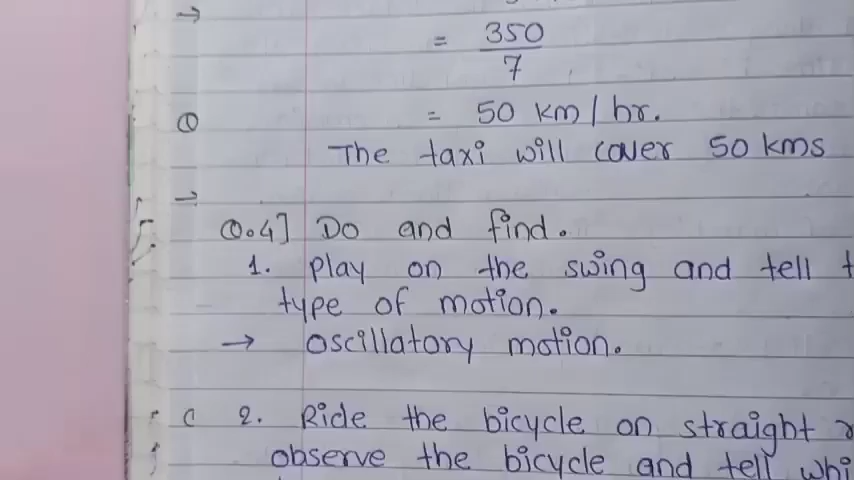 →
= 350
7
= 50 km/hr.
The taxi will cover 50 kms
Q.4] Do and find.
1. Play on the swing and tell
type of motion.
→ Oscillatory motion.
2. Ride the bicycle on straight
observe the bicycle and tell